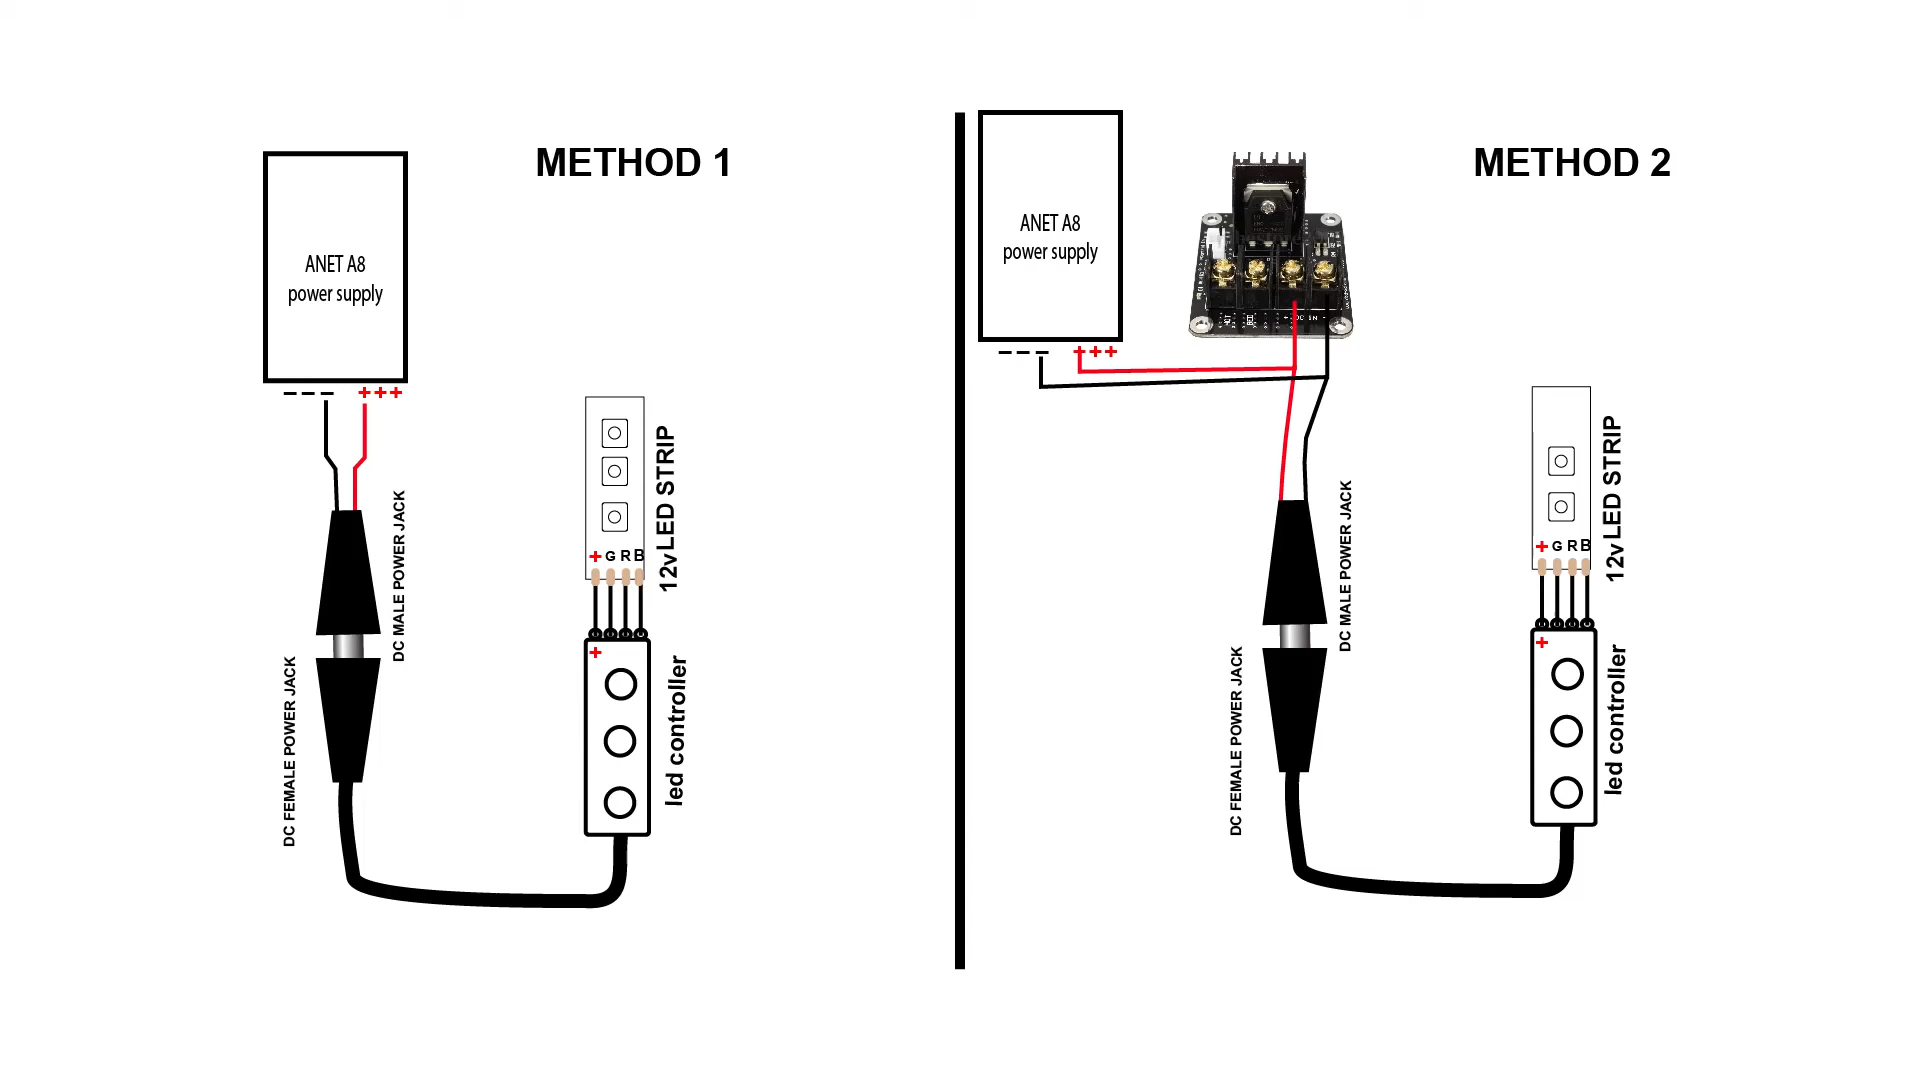 METHOD 1
ANET A8
power supply
- - -
+++
DC MALE POWER JACK
DC FEMALE POWER JACK
12v LED STRIP
+ G R B
+
led controller
METHOD 2
ANET A8
power supply
- - -
+++
+ DC IN -
DC MALE POWER JACK
DC FEMALE POWER JACK
12v LED STRIP
+ G R B
+
led controller